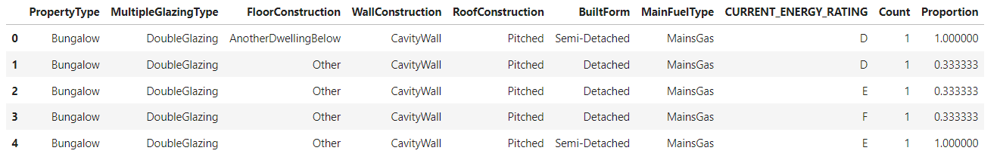 PropertyType MultipleGlazingType FloorConstruction WallConstruction RoofConstruction BuiltForm MainFuelType CURRENT_ENERGY_RATING Count Proportion
0 Bungalow DoubleGlazing AnotherDwellingBelow CavityWall Pitched Semi-Detached MainsGas D 1 1.000000
1 Bungalow DoubleGlazing Other CavityWall Pitched Detached MainsGas D 1 0.333333
2 Bungalow DoubleGlazing Other CavityWall Pitched Detached MainsGas E 1 0.333333
3 Bungalow DoubleGlazing Other CavityWall Pitched Detached MainsGas F 1 0.333333
4 Bungalow DoubleGlazing Other CavityWall Pitched Semi-Detached MainsGas E 1 1.000000